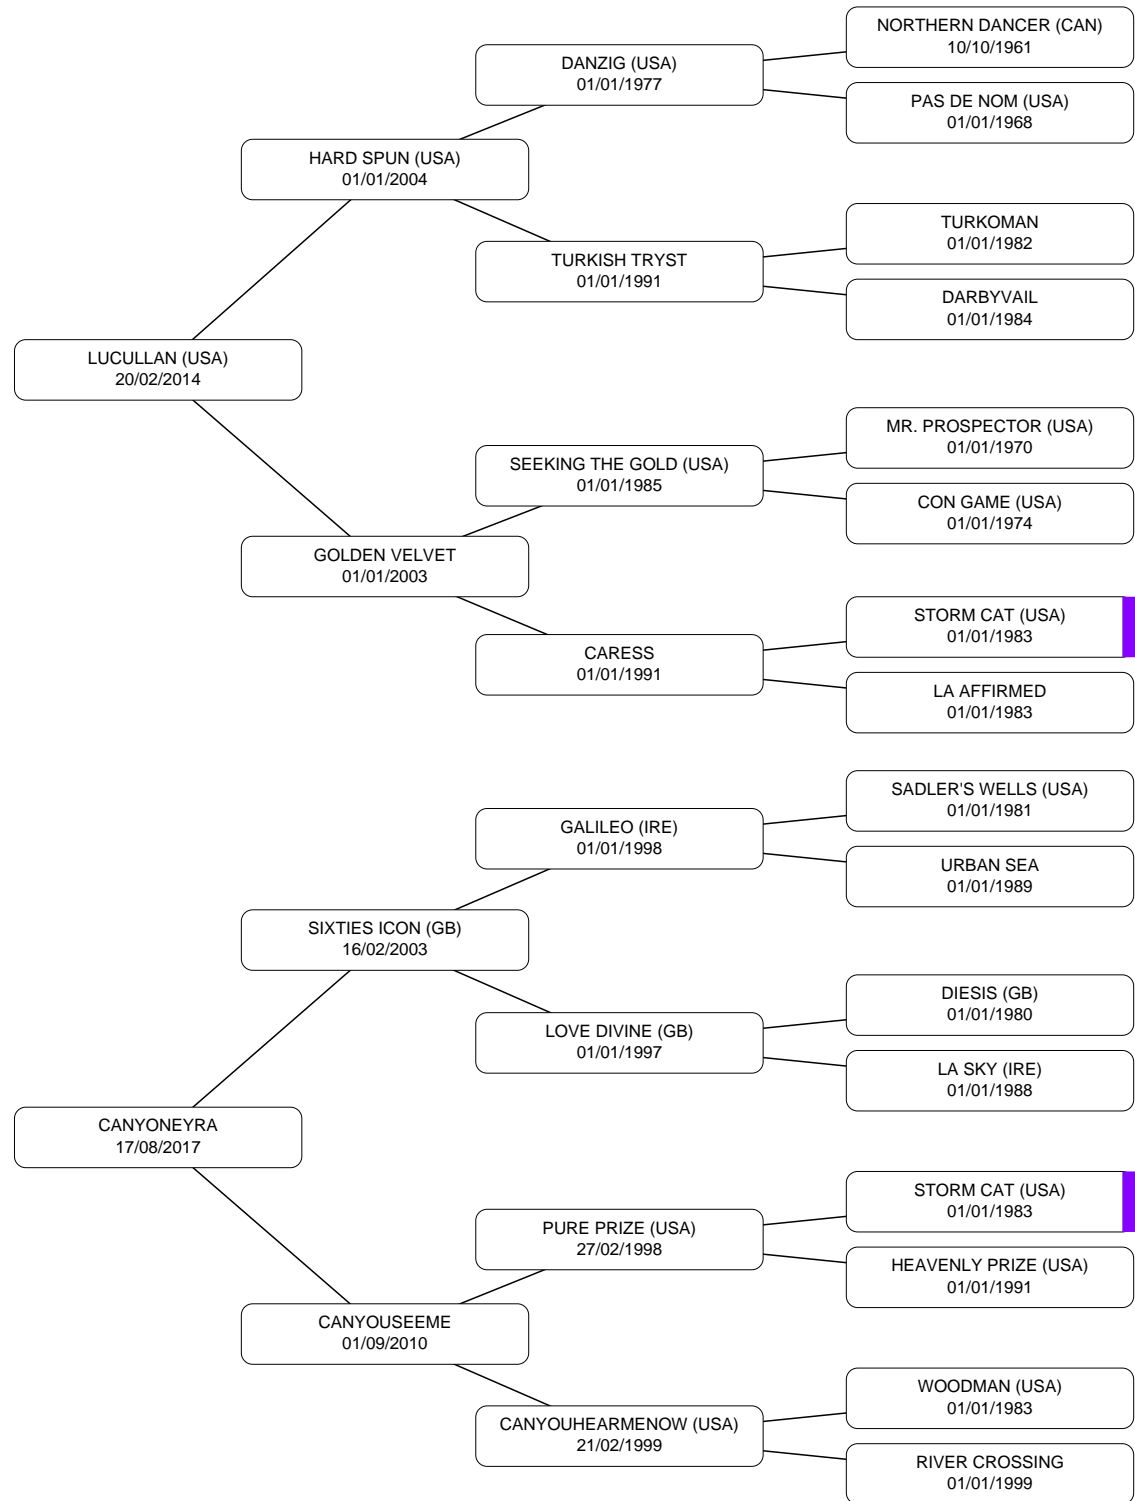 NORTHERN DANCER (CAN)
10/10/1961
DANZIG (USA)
01/01/1977
PAS DE NOM (USA)
01/01/1968
HARD SPUN (USA)
01/01/2004
TURKOMAN
01/01/1982
TURKISH TRYST
01/01/1991
DARBYVAIL
01/01/1984
LUCULLAN (USA)
20/02/2014
MR. PROSPECTOR (USA)
01/01/1970
SEEKING THE GOLD (USA)
01/01/1985
CON GAME (USA)
01/01/1974
GOLDEN VELVET
01/01/2003
STORM CAT (USA)
01/01/1983
CARESS
01/01/1991
LA AFFIRMED
01/01/1983
SADLER'S WELLS (USA)
01/01/1981
GALILEO (IRE)
01/01/1998
URBAN SEA
01/01/1989
SIXTIES ICON (GB)
16/02/2003
DIESIS (GB)
01/01/1980
LOVE DIVINE (GB)
01/01/1997
LA SKY (IRE)
01/01/1988
CANYONEYRA
17/08/2017
STORM CAT (USA)
01/01/1983
PURE PRIZE (USA)
27/02/1998
HEAVENLY PRIZE (USA)
01/01/1991
CANYOUSEEME
01/09/2010
WOODMAN (USA)
01/01/1983
CANYOUHEARMENOW (USA)
21/02/1999
RIVER CROSSING
01/01/1999